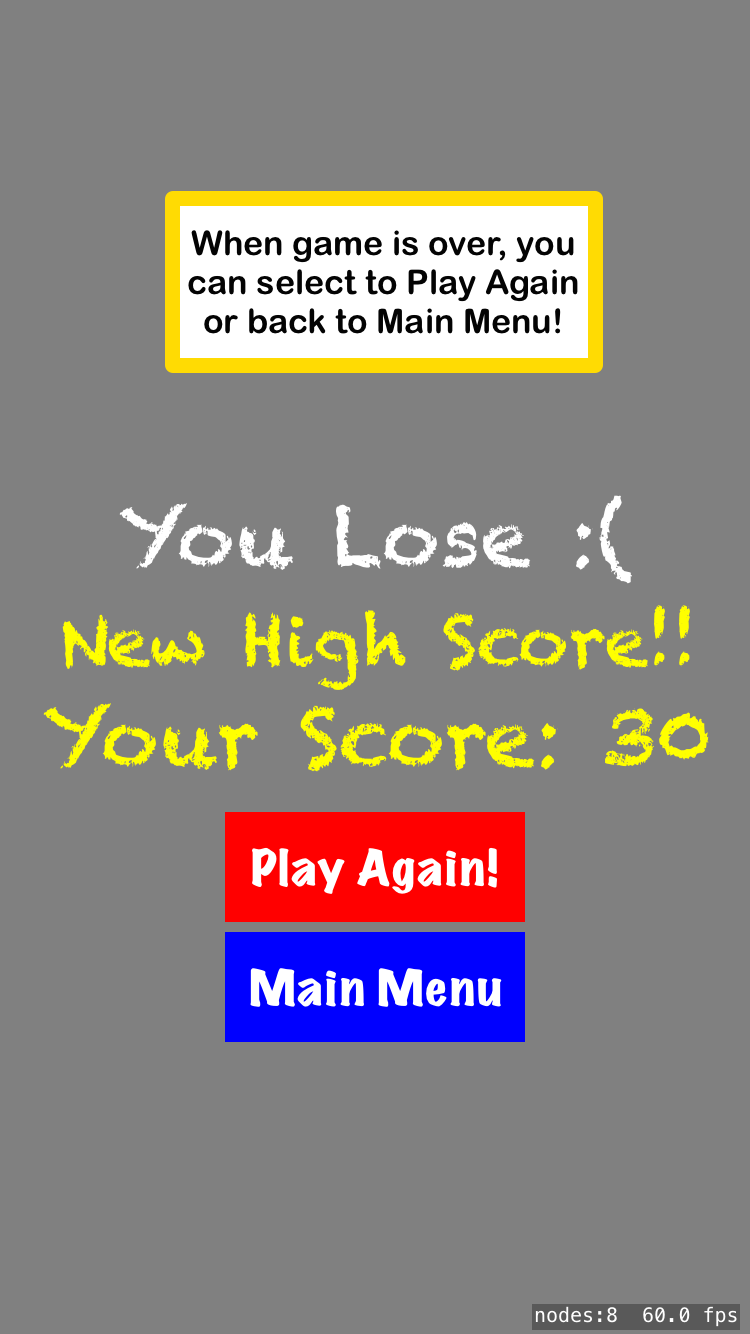 When game is over, you
can select to Play Again
or back to Main Menu!
You Lose :(
New High Score!!
Your Score: 30
Play Again!
Main Menu
nodes:8 60.0 fps